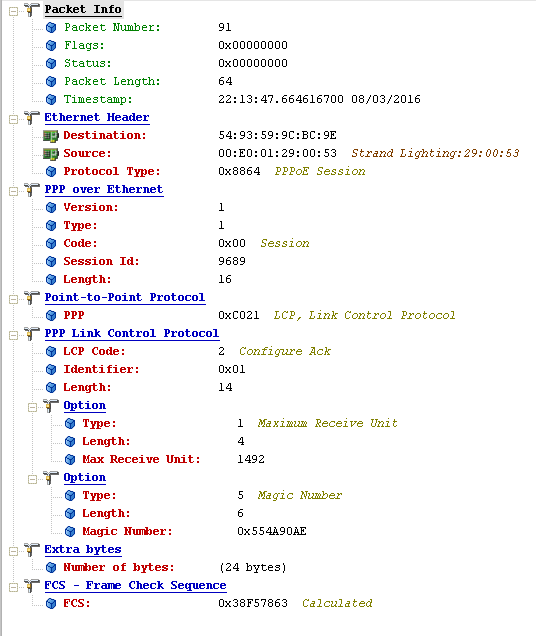 Packet Info
Packet Number: 91
Flags: 0x00000000
Status: 0x00000000
Packet Length: 64
Timestamp: 22:13:47.664616700 08/03/2016
Ethernet Header
Destination: 54:93:59:9C:BC:9E
Source: 00:E0:01:29:00:53 Strand Lighting:29:00:53
Protocol Type: 0x8864 PPPoE Session
PPP over Ethernet
Version: 1
Type: 1
Code: 0x00 Session
Session Id: 9689
Length: 16
Point-to-Point Protocol
PPP 0xC021 LCP, Link Control Protocol
PPP Link Control Protocol
LCP Code: 2 Configure Ack
Identifier: 0x01
Length: 14
Option
Type: 1 Maximum Receive Unit
Length: 4
Max Receive Unit: 1492
Option
Type: 5 Magic Number
Length: 6
Magic Number: 0x554A90AE
Extra bytes
Number of bytes: (24 bytes)
FCS - Frame Check Sequence
FCS: 0x38F57863 Calculated